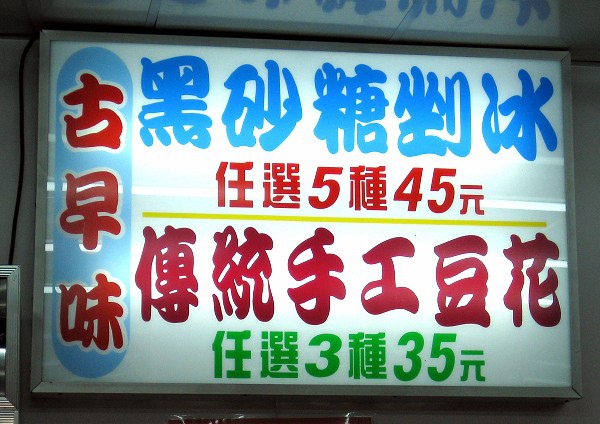 古早味
黑砂糖剉冰
任選5種45元
傳統手工豆花
任選3種35元